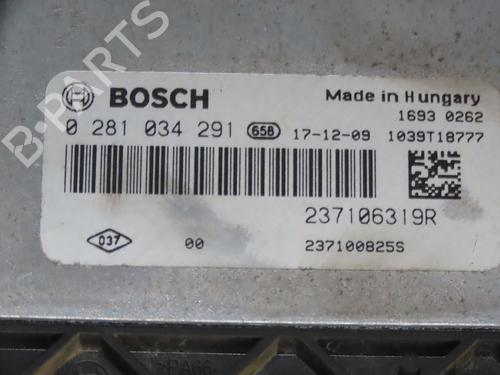 B-PARTS
BOSCH
Made in Hungary
1693 0262
0 281 034 291 658 17-12-09 1039T18777
237106319R
037 00 237100825S
>PA66